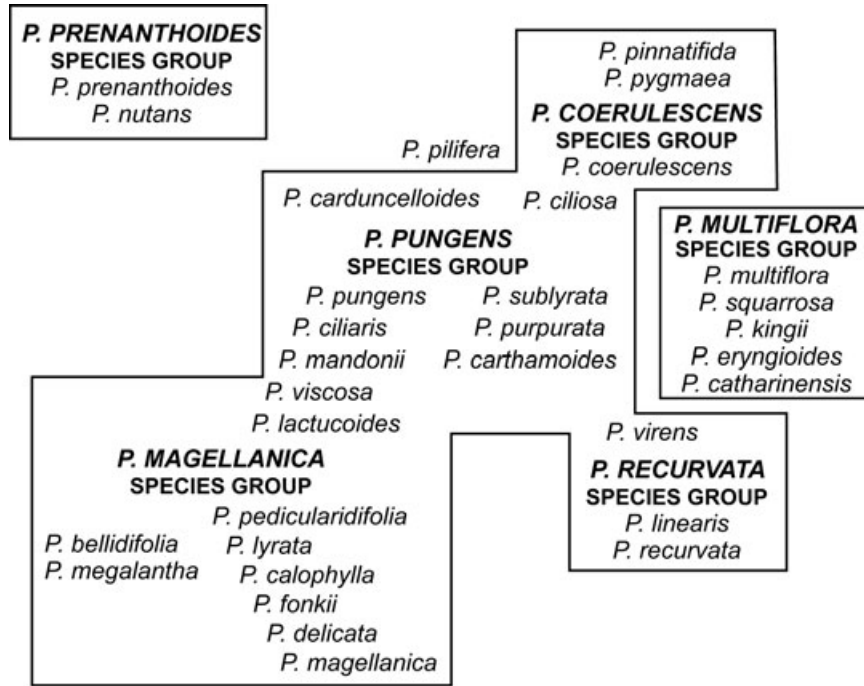 P. PRENANTHOIDES
SPECIES GROUP
P. prenanthoides
P. nutans
P. pinnatifida
P. pygmaea
P. COERULESCENS
SPECIES GROUP
P. coerulescens
P. pilifera
P. carduncelloides
P. ciliosa
P. PUNGENS
SPECIES GROUP
P. pungens
P. ciliaris
P. mandonii
P. viscosa
P. lactucoides
P. sublyrata
P. purpurata
P. carthamoides
P. MULTIFLORA
SPECIES GROUP
P. multiflora
P. squarrosa
P. kingii
P. eryngioides
P. catharinensis
P. MAGELLANICA
SPECIES GROUP
P. bellidifolia
P. megalantha
P. pedicularidifolia
P. lyrata
P. calophylla
P. fonkii
P. delicata
P. magellanica
P. virens
P. RECURVATA
SPECIES GROUP
P. linearis
P. recurvata